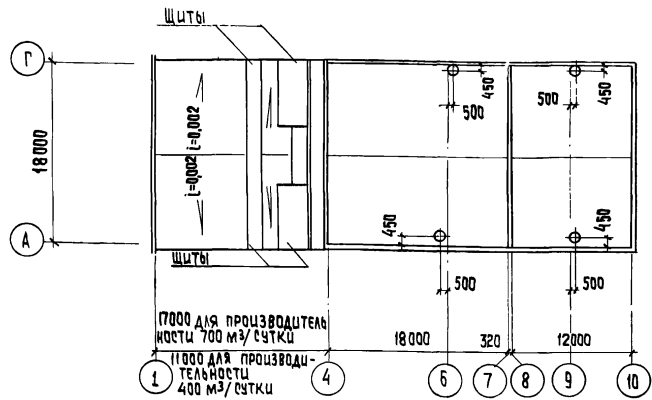 ЩИТЫ
Г
А
18000
i=0,002 i=0,002
450
500
500
450
450
450
500
500
ЩИТЫ
17000 ДЛЯ ПРОИЗВОДИТЕЛЬ
НОСТИ 700 М³/СУТКИ
11000 ДЛЯ ПРОИЗВОДИ-
ТЕЛЬНОСТИ
400 М³/СУТКИ
18000
320
12000
1
4
6
7
8
9
10